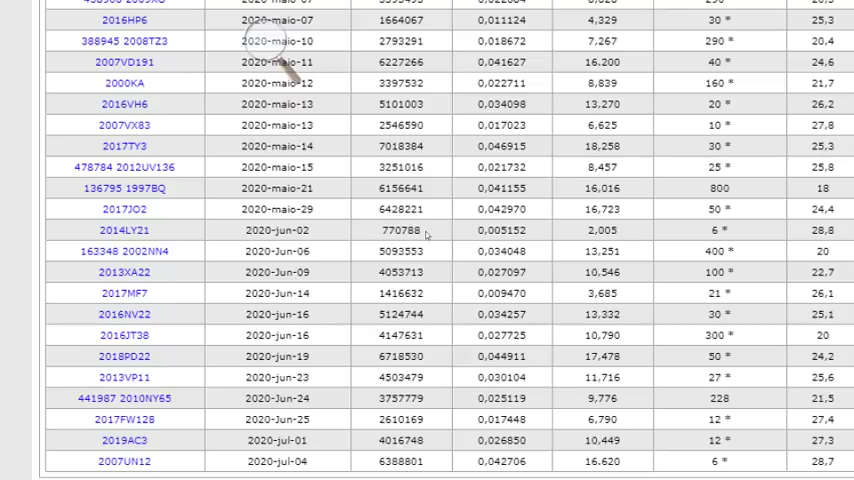 2016HP6 2020-maio-07 1664067 0,011124 4,329 30 * 25,3
388945 2008TZ3 2020-maio-10 2793291 0,018672 7,267 290 * 20,4
2007VD191 2020-maio-11 6227266 0,041627 16.200 40 * 24,6
2000KA 2020-maio-12 3397532 0,022711 8,839 160 * 21,7
2016VH6 2020-maio-13 5101003 0,034098 13,270 20 * 26,2
2007VX83 2020-maio-13 2546590 0,017023 6,625 10 * 27,8
2017TY3 2020-maio-14 7018384 0,046915 18,258 30 * 25,3
478784 2012UV136 2020-maio-15 3251016 0,021732 8,457 25 * 25,8
136795 1997BQ 2020-maio-21 6156641 0,041155 16,016 800 18
2017JO2 2020-maio-29 6428221 0,042970 16,723 50 * 24,4
2014LY21 2020-jun-02 770788 0,005152 2,005 6 * 28,8
163348 2002NN4 2020-Jun-06 5093553 0,034048 13,251 400 * 20
2013XA22 2020-Jun-09 4053713 0,027097 10,546 100 * 22,7
2017MF7 2020-Jun-14 1416632 0,009470 3,685 21 * 26,1
2016NV22 2020-jun-16 5124744 0,034257 13,332 30 * 25,1
2016JT38 2020-jun-16 4147631 0,027725 10,790 300 * 20
2018PD22 2020-jun-19 6718530 0,044911 17,478 50 * 24,2
2013VP11 2020-jun-23 4503479 0,030104 11,716 27 * 25,6
441987 2010NY65 2020-Jun-24 3757779 0,025119 9,776 228 21,5
2017FW128 2020-Jun-25 2610169 0,017448 6,790 12 * 27,4
2019AC3 2020-jul-01 4016748 0,026850 10,449 12 * 27,3
2007UN12 2020-jul-04 6388801 0,042706 16.620 6 * 28,7